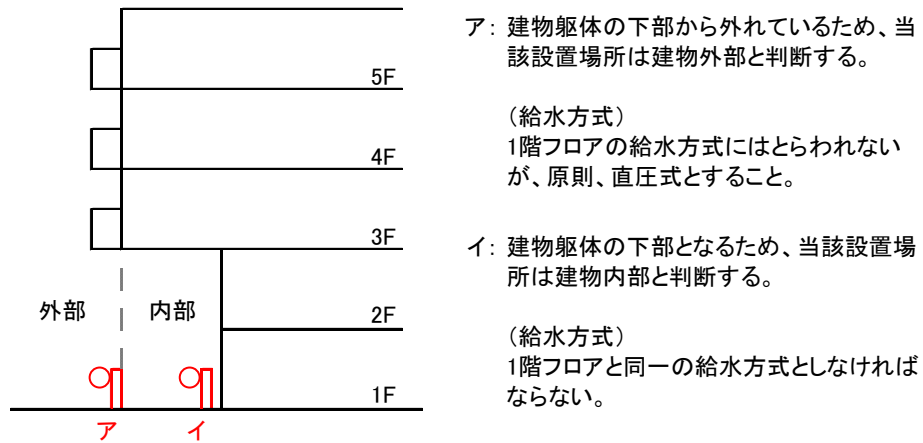 5F
4F
3F
外部
内部
2F
1F
ア
イ
ア: 建物躯体の下部から外れているため、当
該設置場所は建物外部と判断する。
(給水方式)
1階フロアの給水方式にはとらわれない
が、原則、直圧式とすること。
イ: 建物躯体の下部となるため、当該設置場
所は建物内部と判断する。
(給水方式)
1階フロアと同一の給水方式としなければ
ならない。